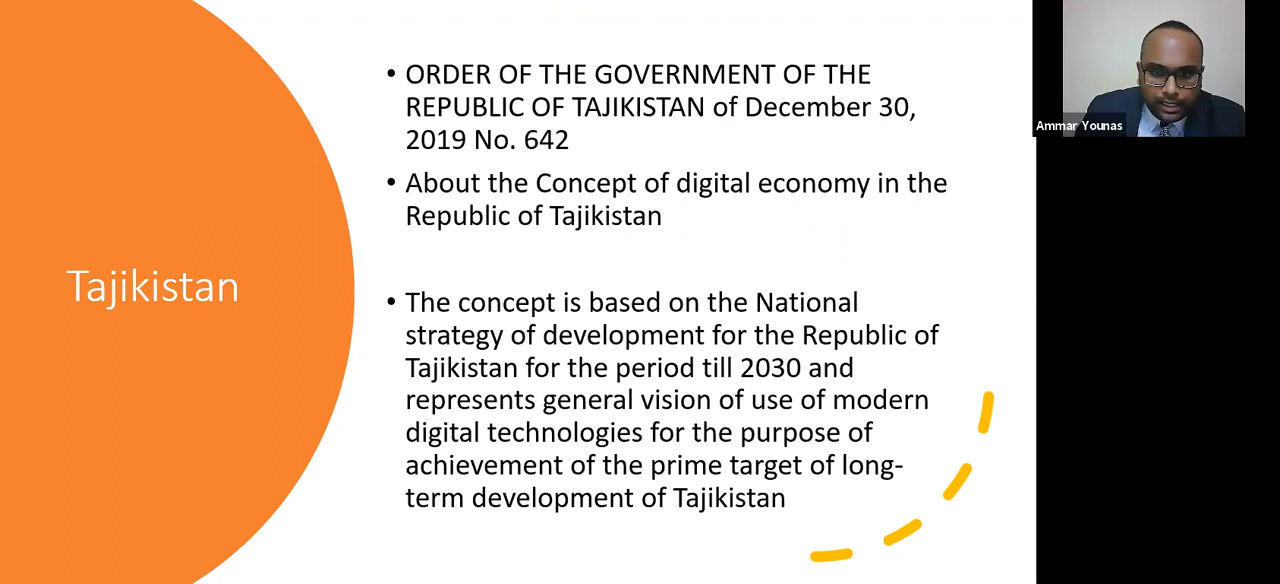 Tajikistan
• ORDER OF THE GOVERNMENT OF THE
REPUBLIC OF TAJIKISTAN of December 30,
2019 No. 642
• About the Concept of digital economy in the
Republic of Tajikistan
• The concept is based on the National
strategy of development for the Republic of
Tajikistan for the period till 2030 and
represents general vision of use of modern
digital technologies for the purpose of
achievement of the prime target of long-
term development of Tajikistan
Ammar Younas